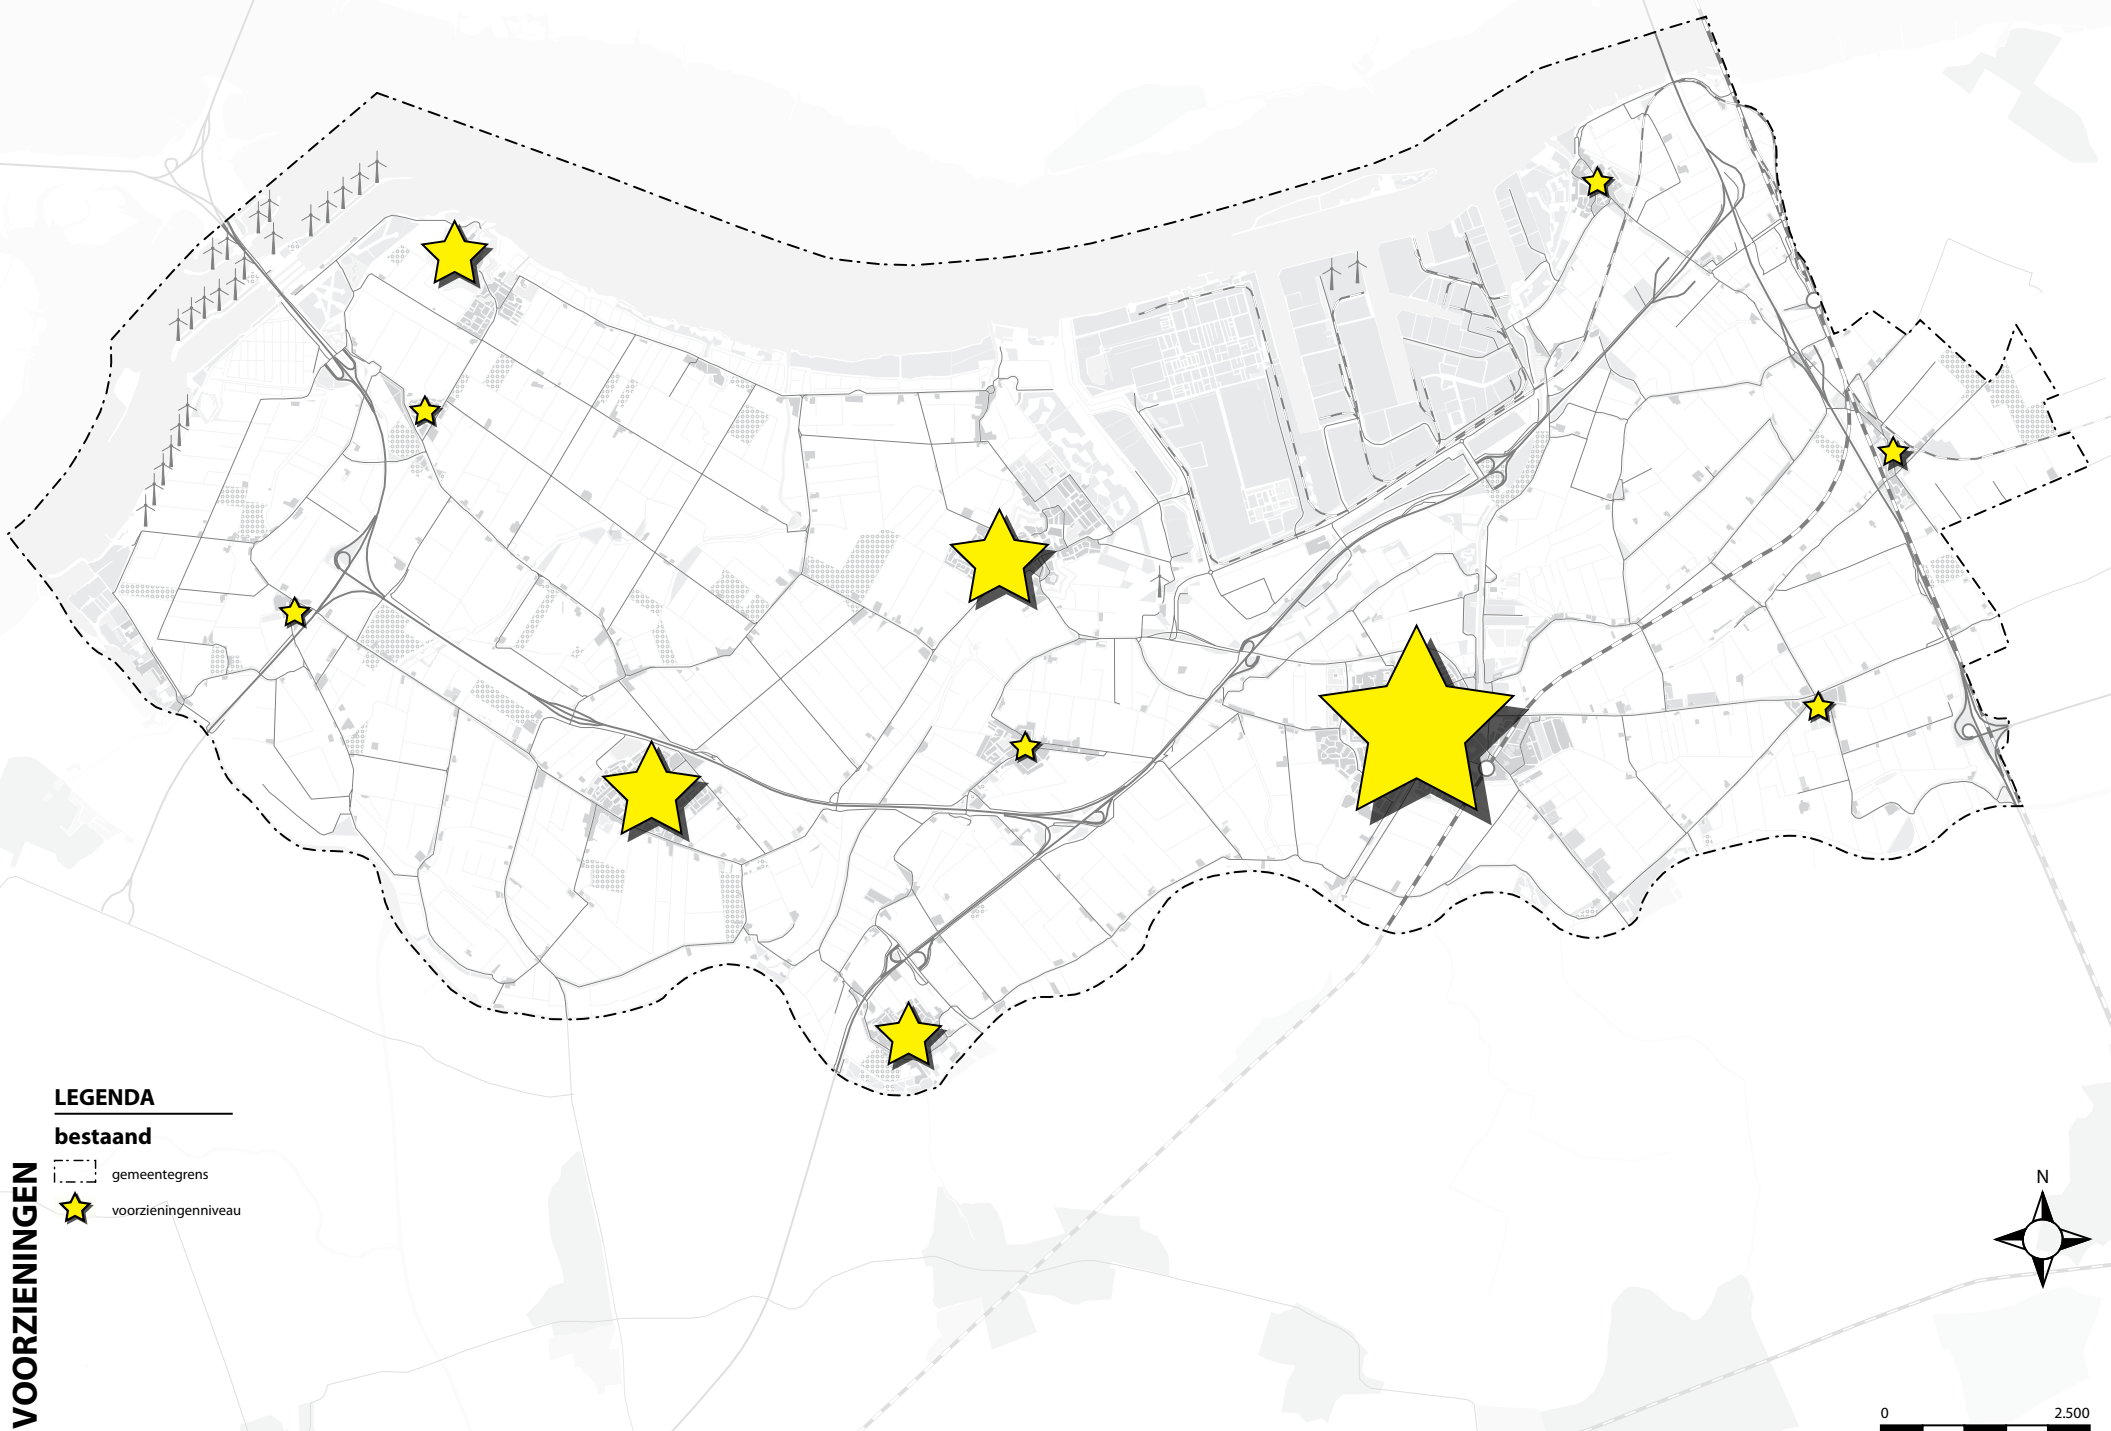 LEGENDA
bestaand
gemeentegrens
voorzieningenniveau
VOORZIENINGEN
N
0 2.500